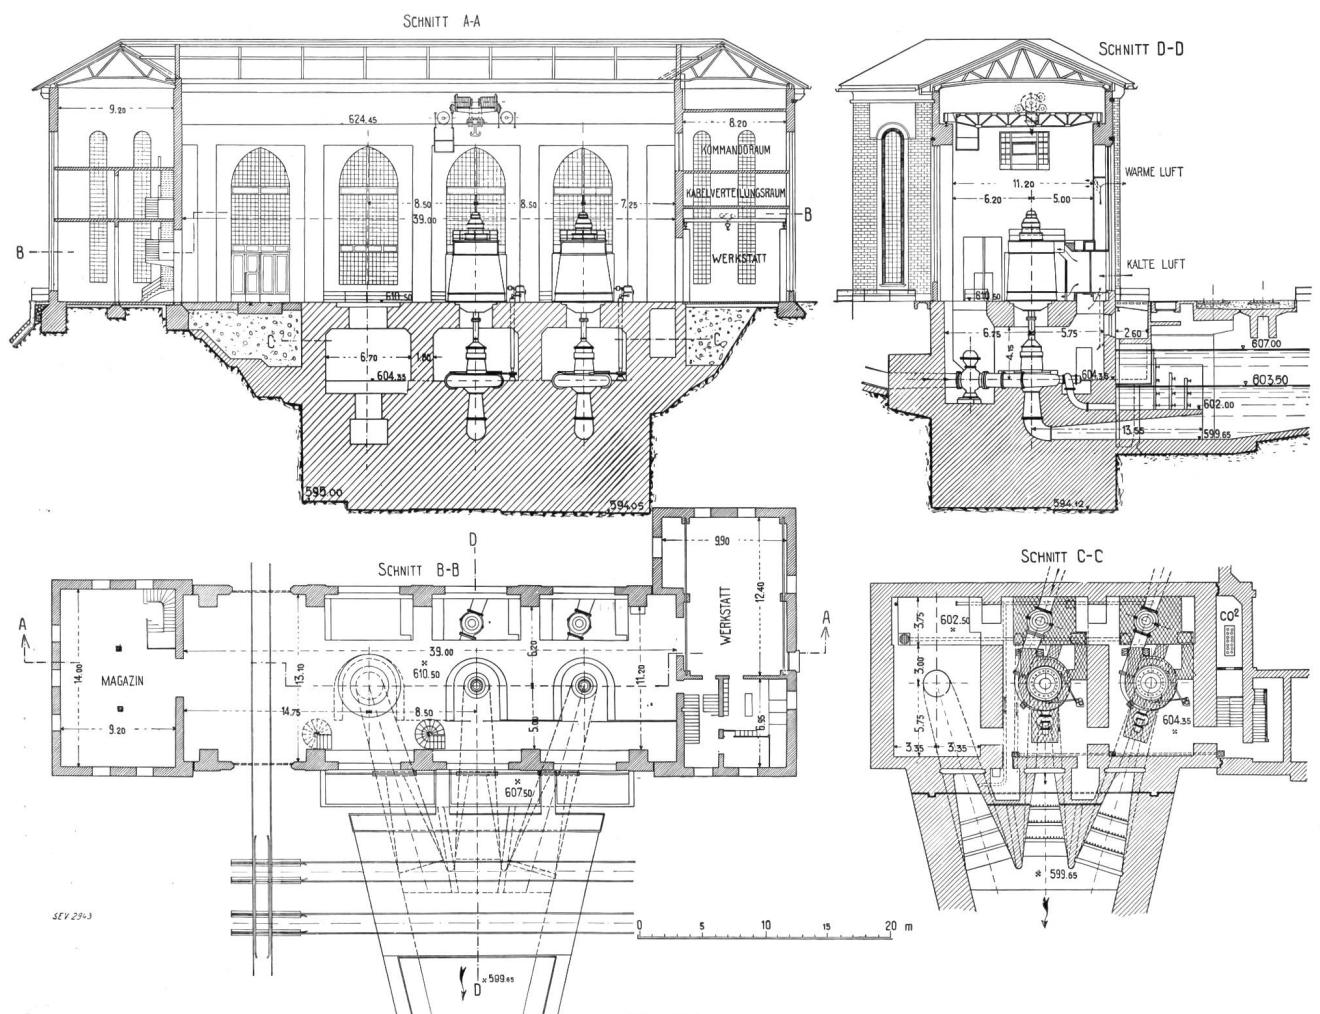 SCHNITT A-A
9.20
624.45
8.20
KOMMANDORAUM
KABELVERTEILUNGSRAUM
8.50
8.50
7.25
39.00
B
B
WERKSTATT
610.50
C
C
6.70
1.80
604.35
595.00
594.05
SCHNITT D-D
WARME LUFT
11.20
6.20
5.00
KALTE LUFT
610.50
6.25
5.75
2.60
4.15
607.00
604.35
603.50
602.00
13.55
599.65
594.12
SCHNITT B-B
D
A
A
MAGAZIN
14.00
9.20
39.00
610.50
13.10
14.75
8.50
6.20
5.00
11.20
9.90
12.40
WERKSTATT
6.95
607.50
599.65
D
SCHNITT C-C
3.75
602.50
3.00
5.75
3.35
3.35
CO²
604.35
599.65
SEV 2943
0 5 10 15 20 m